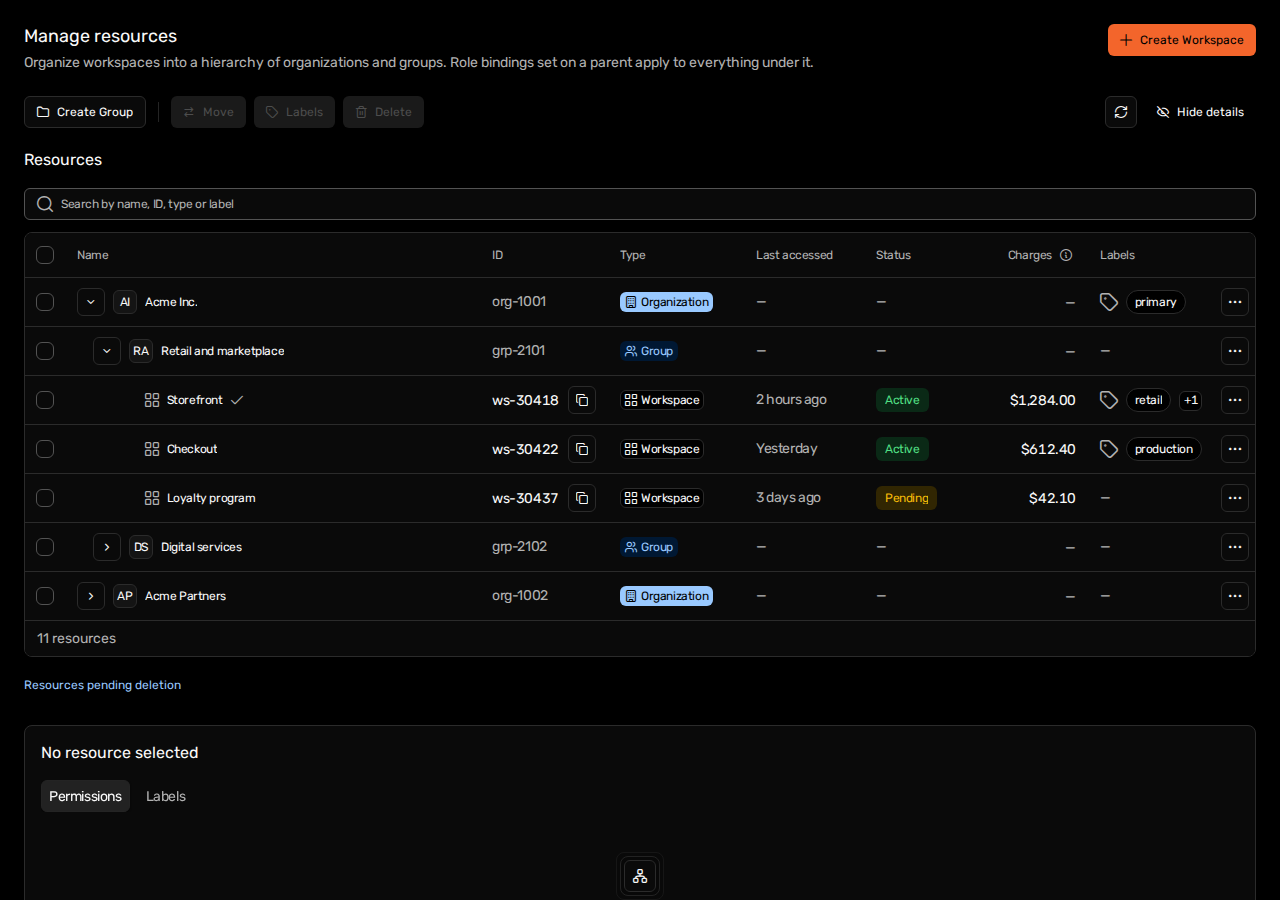 Manage resources
Create Workspace
Organize workspaces into a hierarchy of organizations and groups. Role bindings set on a parent apply to everything under it.
Create Group Move Labels Delete Hide details
Resources
Search by name, ID, type or label
Name ID Type Last accessed Status Charges Labels
AI Acme Inc. org-1001 Organization – – – primary
RA Retail and marketplace grp-2101 Group – – – –
Storefront ws-30418 Workspace 2 hours ago Active $1,284.00 retail +1
Checkout ws-30422 Workspace Yesterday Active $612.40 production
Loyalty program ws-30437 Workspace 3 days ago Pending $42.10 –
DS Digital services grp-2102 Group – – – –
AP Acme Partners org-1002 Organization – – – –
11 resources
Resources pending deletion
No resource selected
Permissions Labels